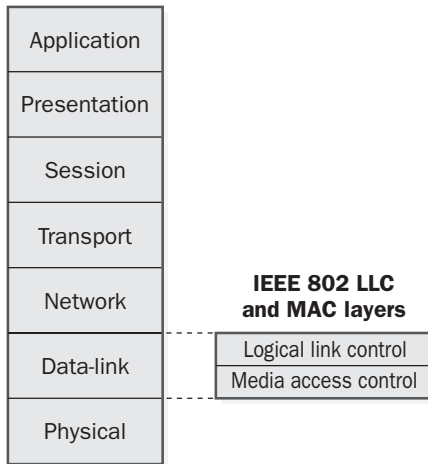 Application
Presentation
Session
Transport
Network
Data-link
Physical
IEEE 802 LLC
and MAC layers
Logical link control
Media access control